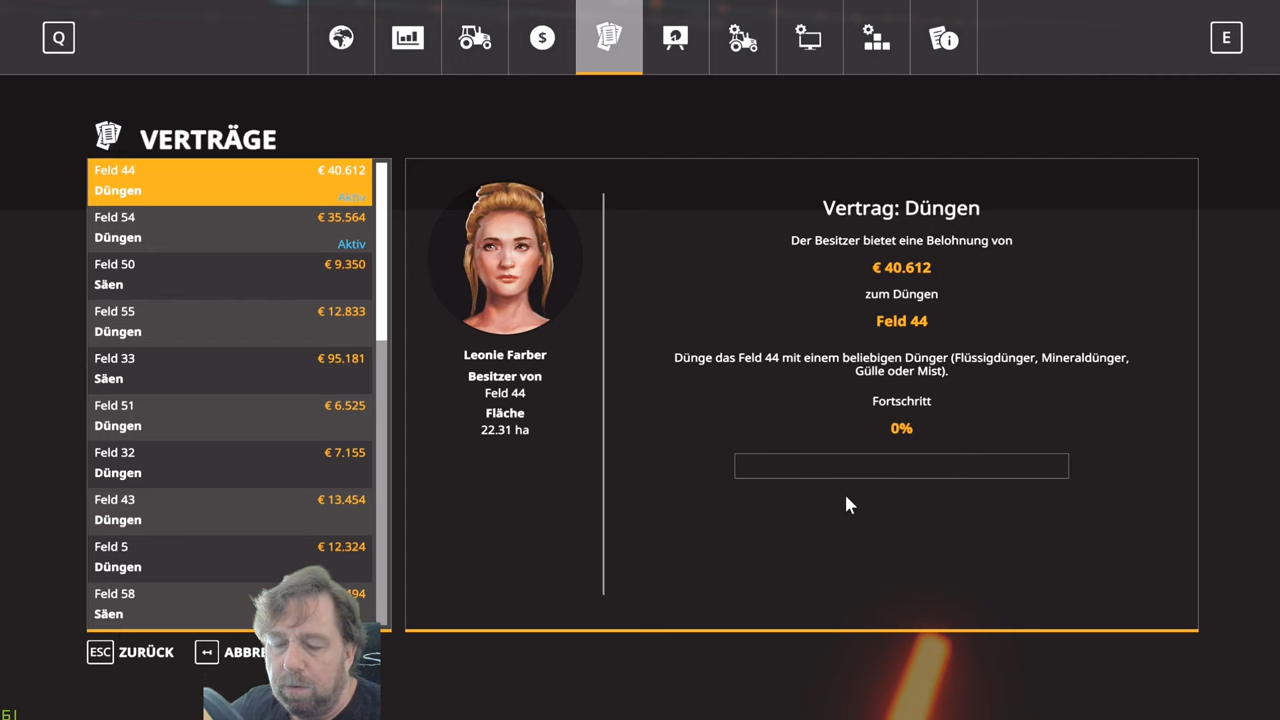 Q
$
E
VERTRÄGE
Feld 44 € 40.612
Düngen
Aktiv
Feld 54 € 35.564
Düngen
Aktiv
Feld 50 € 9.350
Säen
Feld 55 € 12.833
Düngen
Feld 33 € 95.181
Säen
Feld 51 € 6.525
Düngen
Feld 32 € 7.155
Düngen
Feld 43 € 13.454
Düngen
Feld 5 € 12.324
Düngen
Feld 58
Säen
Leonie Farber
Besitzer von
Feld 44
Fläche
22.31 ha
Vertrag: Düngen
Der Besitzer bietet eine Belohnung von
€ 40.612
zum Düngen
Feld 44
Dünge das Feld 44 mit einem beliebigen Dünger (Flüssigdünger, Mineraldünger,
Gülle oder Mist).
Fortschritt
0%
ESC ZURÜCK